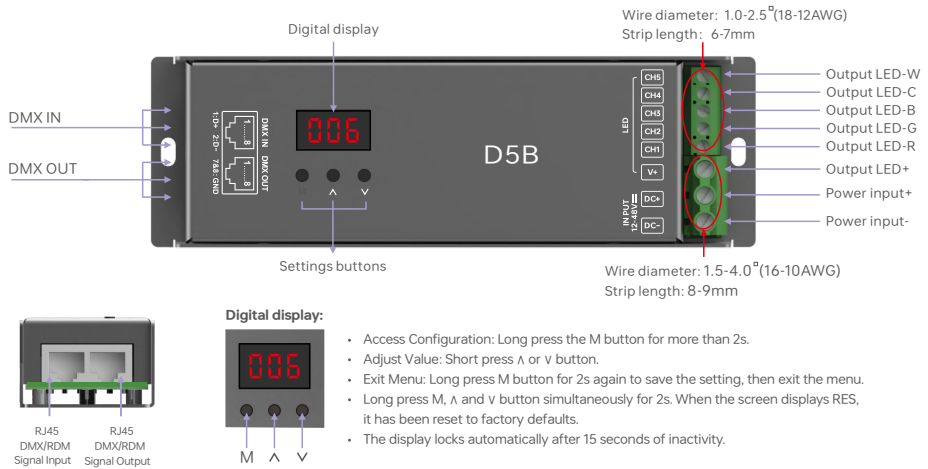 Wire diameter: 1.0-2.5¤(18-12AWG)
Strip length: 6-7mm
Digital display
Output LED-W
Output LED-C
Output LED-B
Output LED-G
Output LED-R
Output LED+
Power input+
Power input-
DMX IN
DMX OUT
1:D+ 2:D- 7&8: GND
1
8
1
8
DMX IN
DMX OUT
006
M ∧ ∨
D5B
LED
CH5
CH4
CH3
CH2
CH1
V+
INPUT
12-48V
DC+
DC-
Settings buttons
Wire diameter: 1.5-4.0¤(16-10AWG)
Strip length: 8-9mm
RJ45
DMX/RDM
Signal Input
RJ45
DMX/RDM
Signal Output
Digital display:
006
M ∧ ∨
• Access Configuration: Long press the M button for more than 2s.
• Adjust Value: Short press ∧ or ∨ button.
• Exit Menu: Long press M button for 2s again to save the setting, then exit the menu.
• Long press M, ∧ and ∨ button simultaneously for 2s. When the screen displays RES,
it has been reset to factory defaults.
• The display locks automatically after 15 seconds of inactivity.